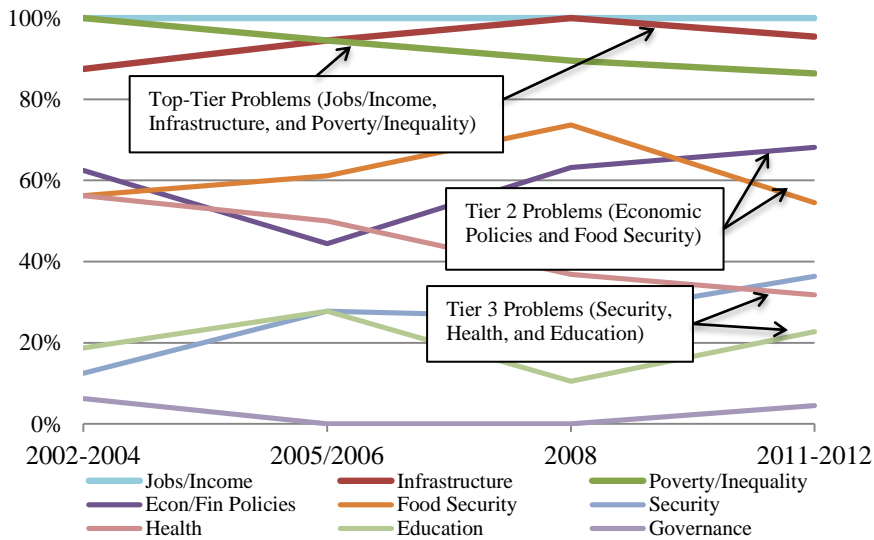 100%
80%
60%
40%
20%
0%
Top-Tier Problems (Jobs/Income,
Infrastructure, and Poverty/Inequality)
Tier 2 Problems (Economic
Policies and Food Security)
Tier 3 Problems (Security,
Health, and Education)
2002-2004 2005/2006 2008 2011-2012
Jobs/Income Infrastructure Poverty/Inequality
Econ/Fin Policies Food Security Security
Health Education Governance